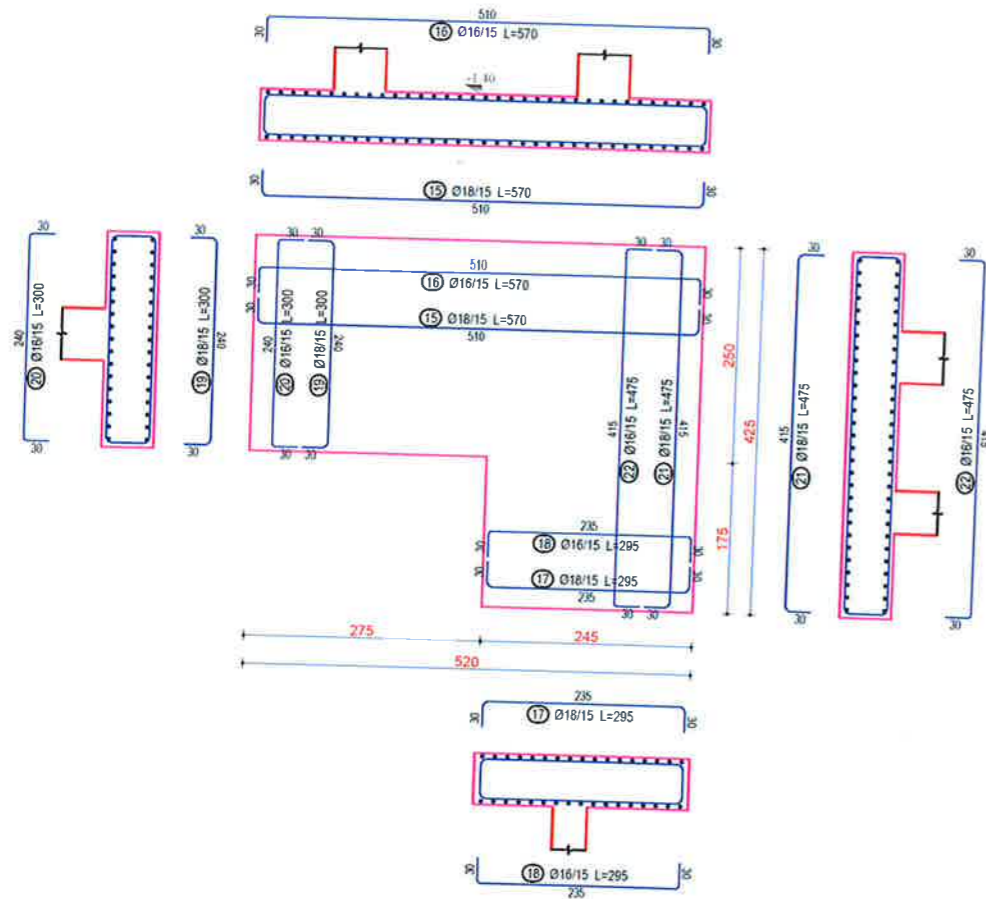 510
30 ⑯ Ø16/15 L=570 30
-1.40
30 ⑮ Ø18/15 L=570 30
510
30
240 ⑳ Ø16/15 L=300
30
30
⑲ Ø18/15 L=300 240
30
30 30
240 ⑳ Ø16/15 L=300
⑲ Ø18/15 L=300 240
30 30
510
30 ⑯ Ø16/15 L=570 30
30 ⑮ Ø18/15 L=570 30
510
30 30
415 ㉒ Ø16/15 L=475
㉑ Ø18/15 L=475 415
30 30
235
30 ⑱ Ø16/15 L=295 30
30 ⑰ Ø18/15 L=295 30
235
250
425
175
275 245
520
30
415 ㉑ Ø18/15 L=475
30
30
㉒ Ø16/15 L=475 415
30
235
30 ⑰ Ø18/15 L=295 30
30 ⑱ Ø16/15 L=295 30
235